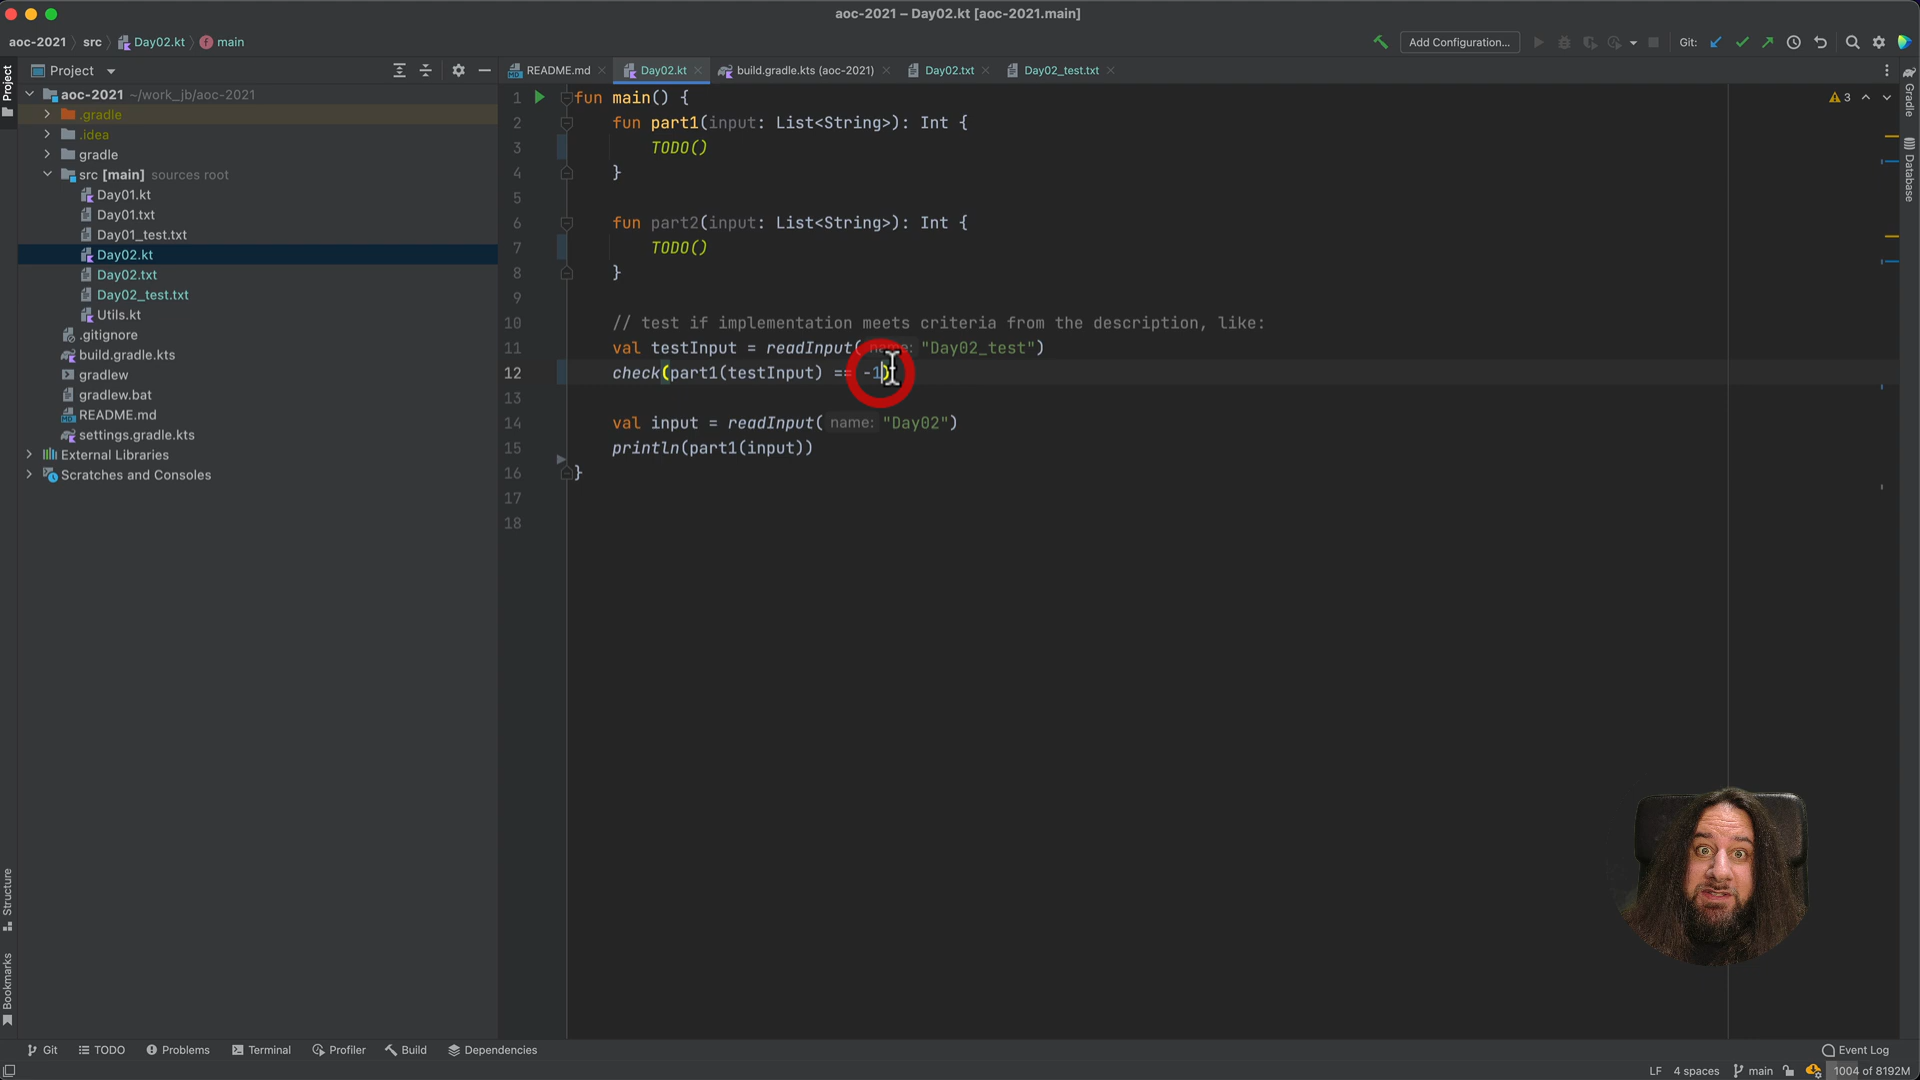 aoc-2021 – Day02.kt [aoc-2021.main]
aoc-2021 src Day02.kt main
Add Configuration... Git:
Project
README.md Day02.kt build.gradle.kts (aoc-2021) Day02.txt Day02_test.txt
Project
aoc-2021 ~/work_jb/aoc-2021
.gradle
.idea
gradle
src [main] sources root
Day01.kt
Day01.txt
Day01_test.txt
Day02.kt
Day02.txt
Day02_test.txt
Utils.kt
.gitignore
build.gradle.kts
gradlew
gradlew.bat
README.md
settings.gradle.kts
External Libraries
Scratches and Consoles
1 fun main() {
2 fun part1(input: List<String>): Int {
3 TODO()
4 }
5
6 fun part2(input: List<String>): Int {
7 TODO()
8 }
9
10 // test if implementation meets criteria from the description, like:
11 val testInput = readInput( name: "Day02_test")
12 check(part1(testInput) == -1)
13
14 val input = readInput( name: "Day02")
15 println(part1(input))
16 }
17
18
3
Gradle
Database
Structure
Bookmarks
Git TODO Problems Terminal Profiler Build Dependencies Event Log
LF 4 spaces main 1004 of 8192M